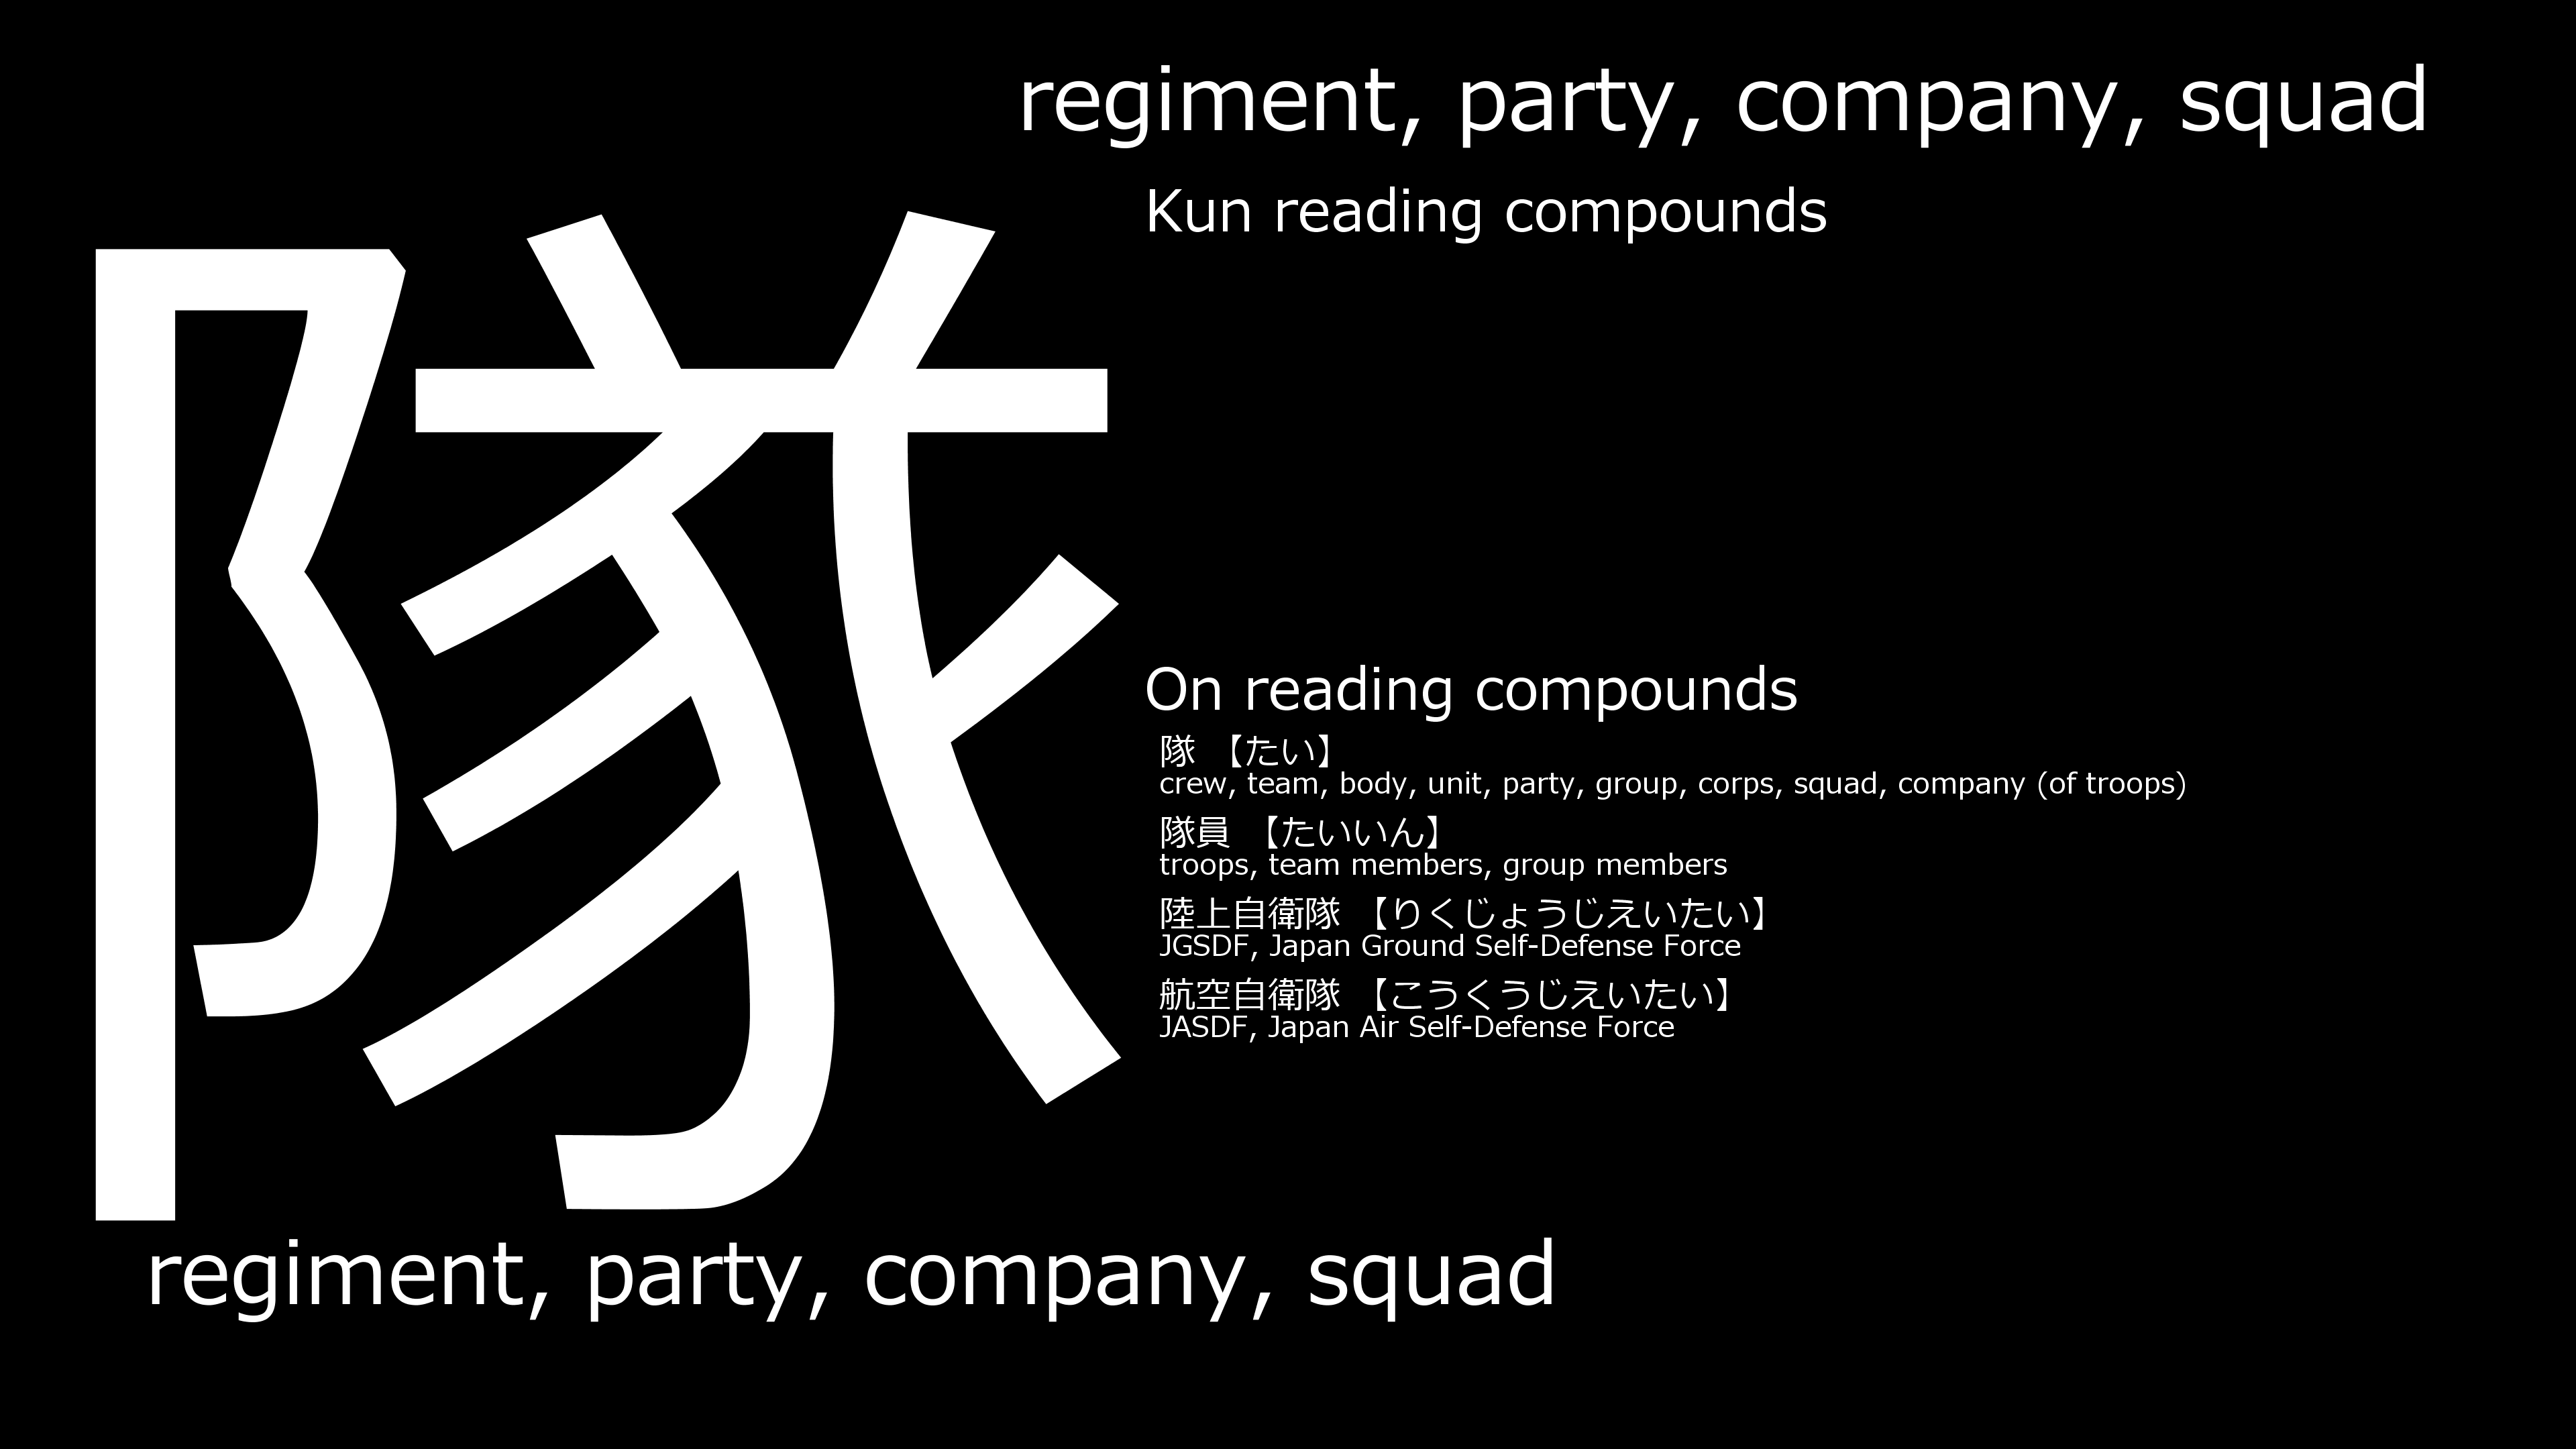 regiment, party, company, squad
Kun reading compounds
隊
On reading compounds
隊 【たい】
crew, team, body, unit, party, group, corps, squad, company (of troops)
隊員 【たいいん】
troops, team members, group members
陸上自衛隊 【りくじょうじえいたい】
JGSDF, Japan Ground Self-Defense Force
航空自衛隊 【こうくうじえいたい】
JASDF, Japan Air Self-Defense Force
regiment, party, company, squad